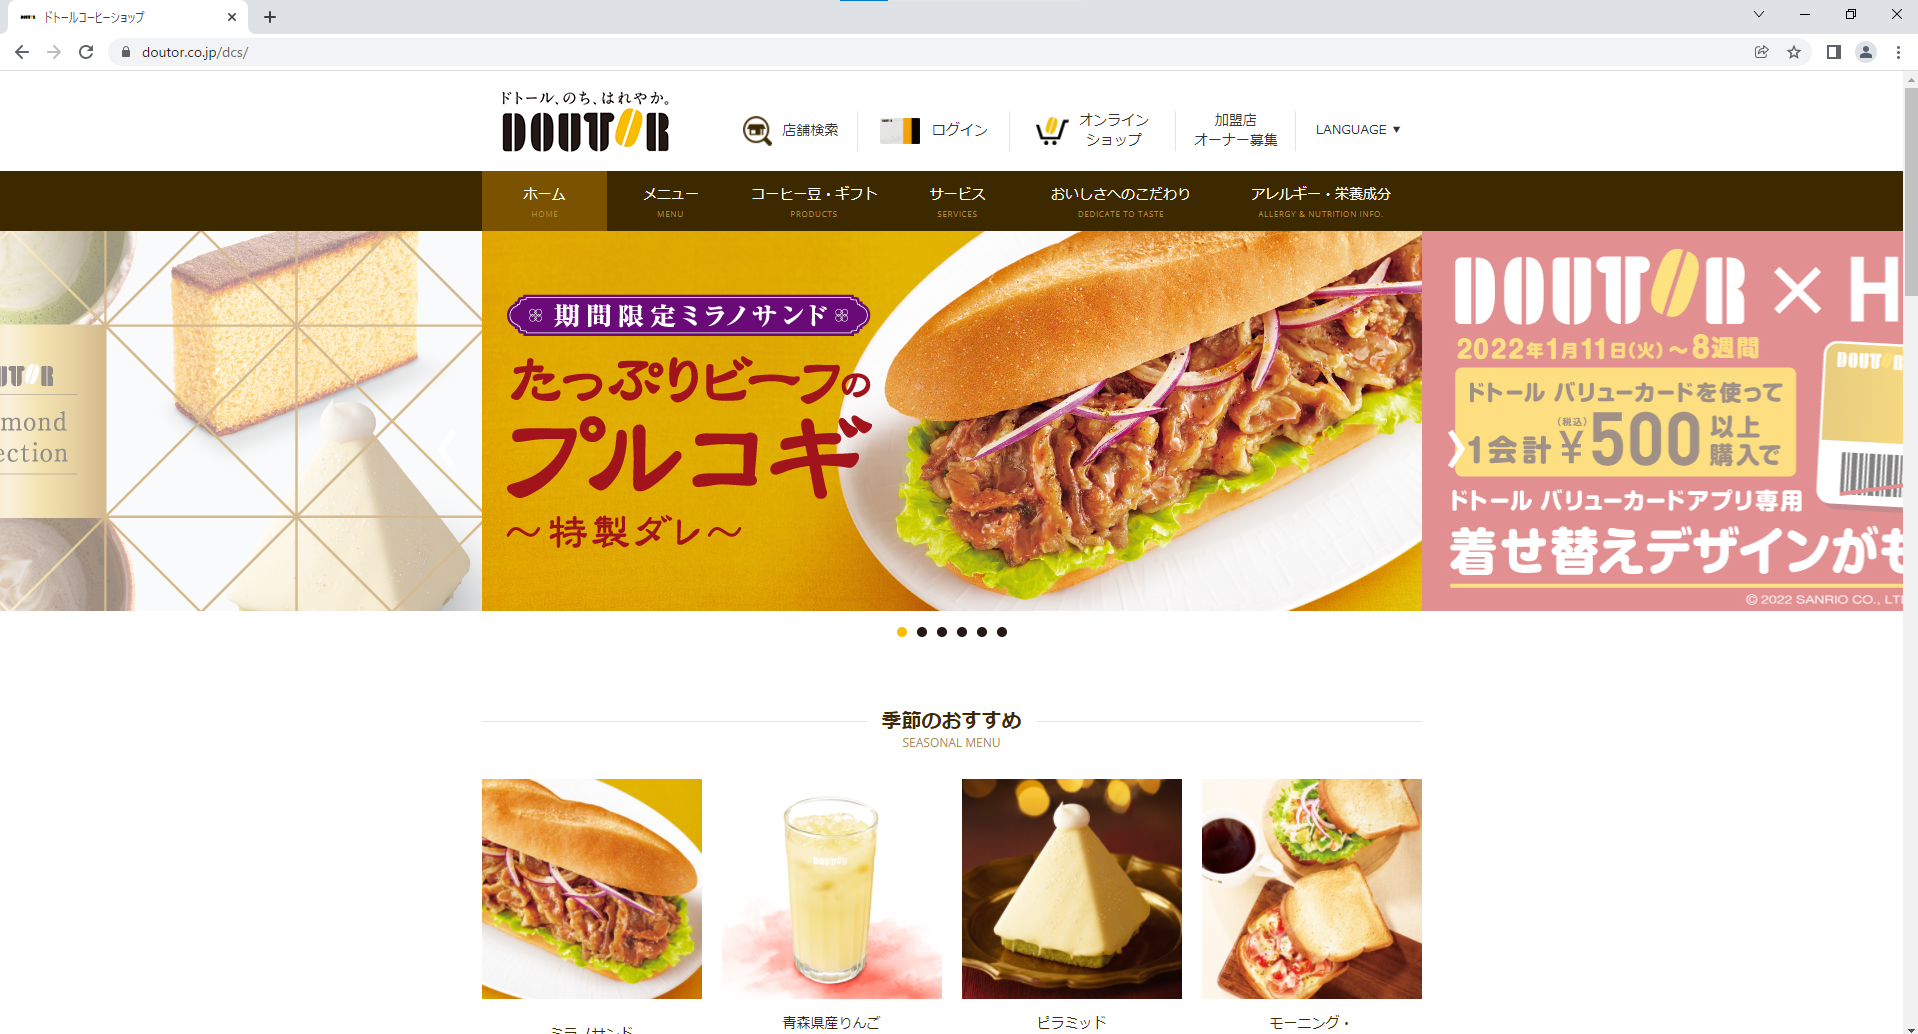 ドトールコーヒーショップ
doutor.co.jp/dcs/
ドトール、のち、はれやか。
DOUTOR
店舗検索
ログイン
オンライン
ショップ
加盟店
オーナー募集
LANGUAGE ▼
ホーム
HOME
メニュー
MENU
コーヒー豆・ギフト
PRODUCTS
サービス
SERVICES
おいしさへのこだわり
DEDICATE TO TASTE
アレルギー・栄養成分
ALLERGY & NUTRITION INFO.
UTOR
mond
ection
期間限定ミラノサンド
たっぷりビーフの
プルコギ
〜特製ダレ〜
DOUTOR × H
2022年1月11日(火)〜8週間
ドトール バリューカードを使って
1会計(税込)¥500以上購入で
ドトール バリューカードアプリ専用
着せ替えデザインがも
© 2022 SANRIO CO., LT
DOUTOR
季節のおすすめ
SEASONAL MENU
DOUTOR
ミラノサンド
青森県産りんご
ピラミッド
モーニング・